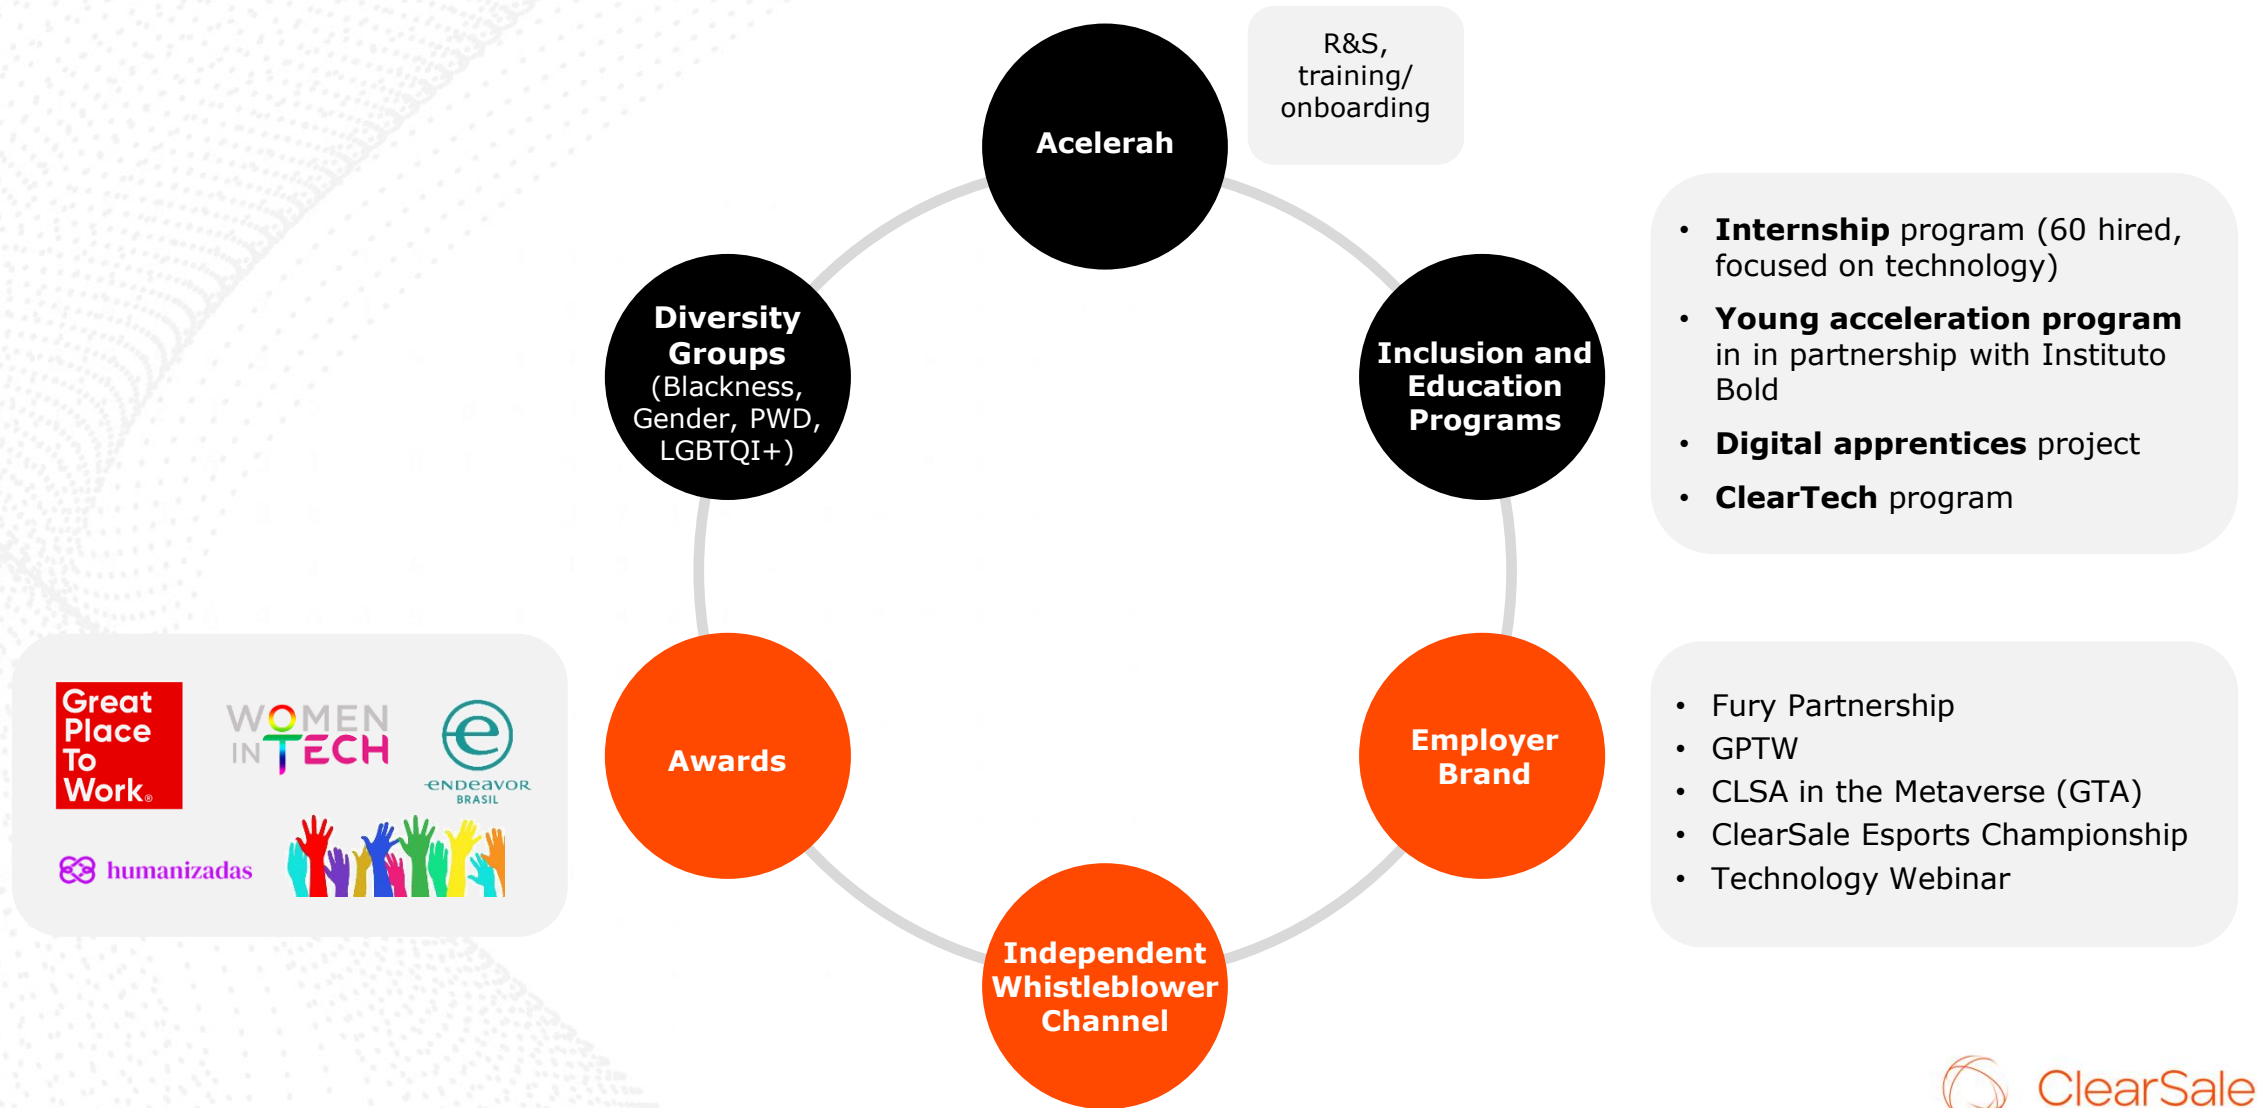 R&S,
training/
onboarding
Acelerah
Diversity
Groups
(Blackness,
Gender, PWD,
LGBTQI+)
Inclusion and
Education
Programs
• Internship program (60 hired,
focused on technology)
• Young acceleration program
in in partnership with Instituto
Bold
• Digital apprentices project
• ClearTech program
Great
Place
To
Work®
WOMEN
IN TECH
ENDEAVOR
BRASIL
humanizadas
Awards
Employer
Brand
• Fury Partnership
• GPTW
• CLSA in the Metaverse (GTA)
• ClearSale Esports Championship
• Technology Webinar
Independent
Whistleblower
Channel
ClearSale